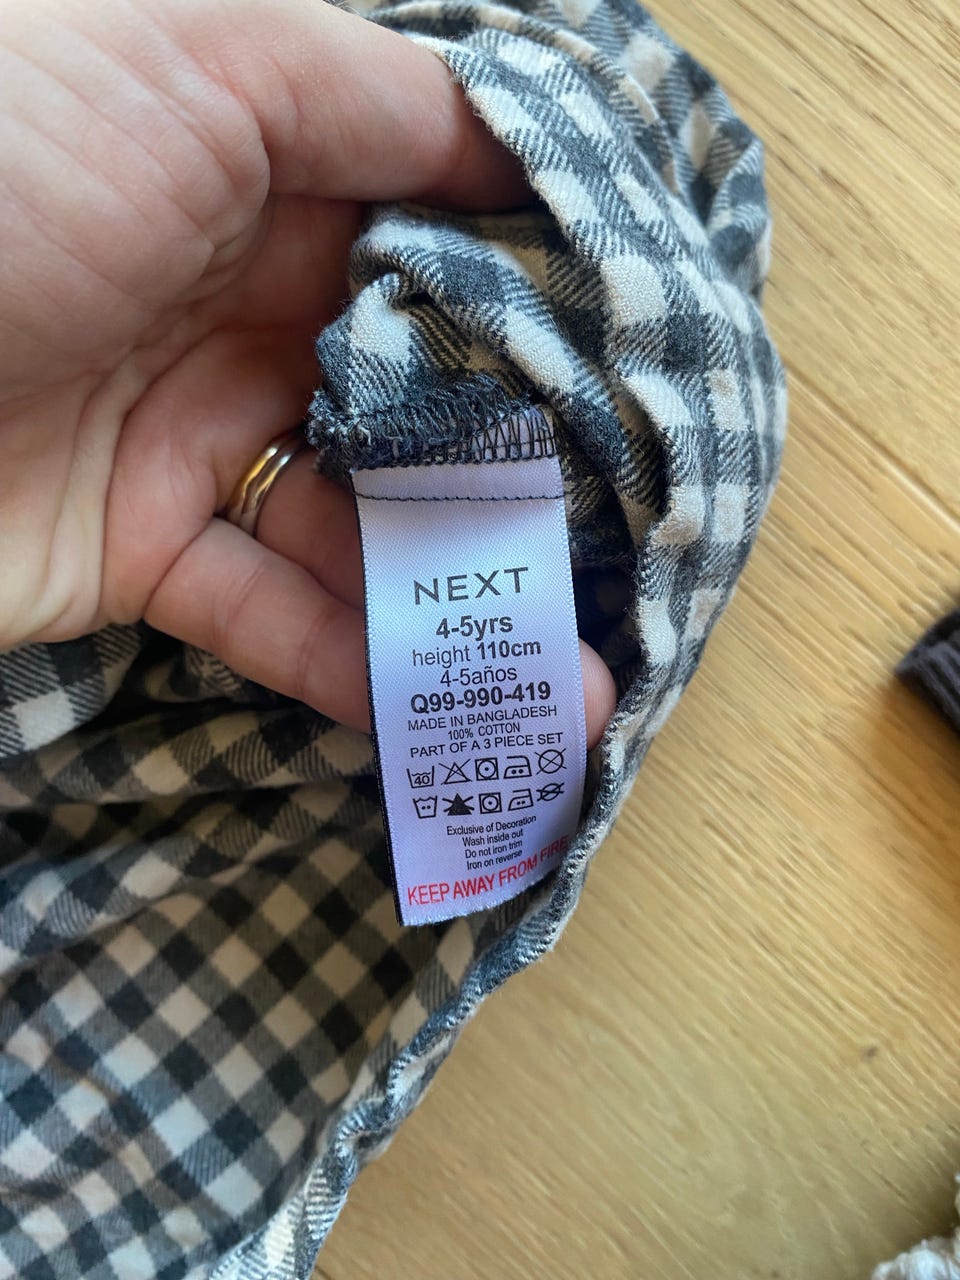 NEXT
4-5yrs
height 110cm
4-5años
Q99-990-419
MADE IN BANGLADESH
100% COTTON
PART OF A 3 PIECE SET
40
Exclusive of Decoration
Wash inside out
Do not iron trim
Iron on reverse
KEEP AWAY FROM FIRE